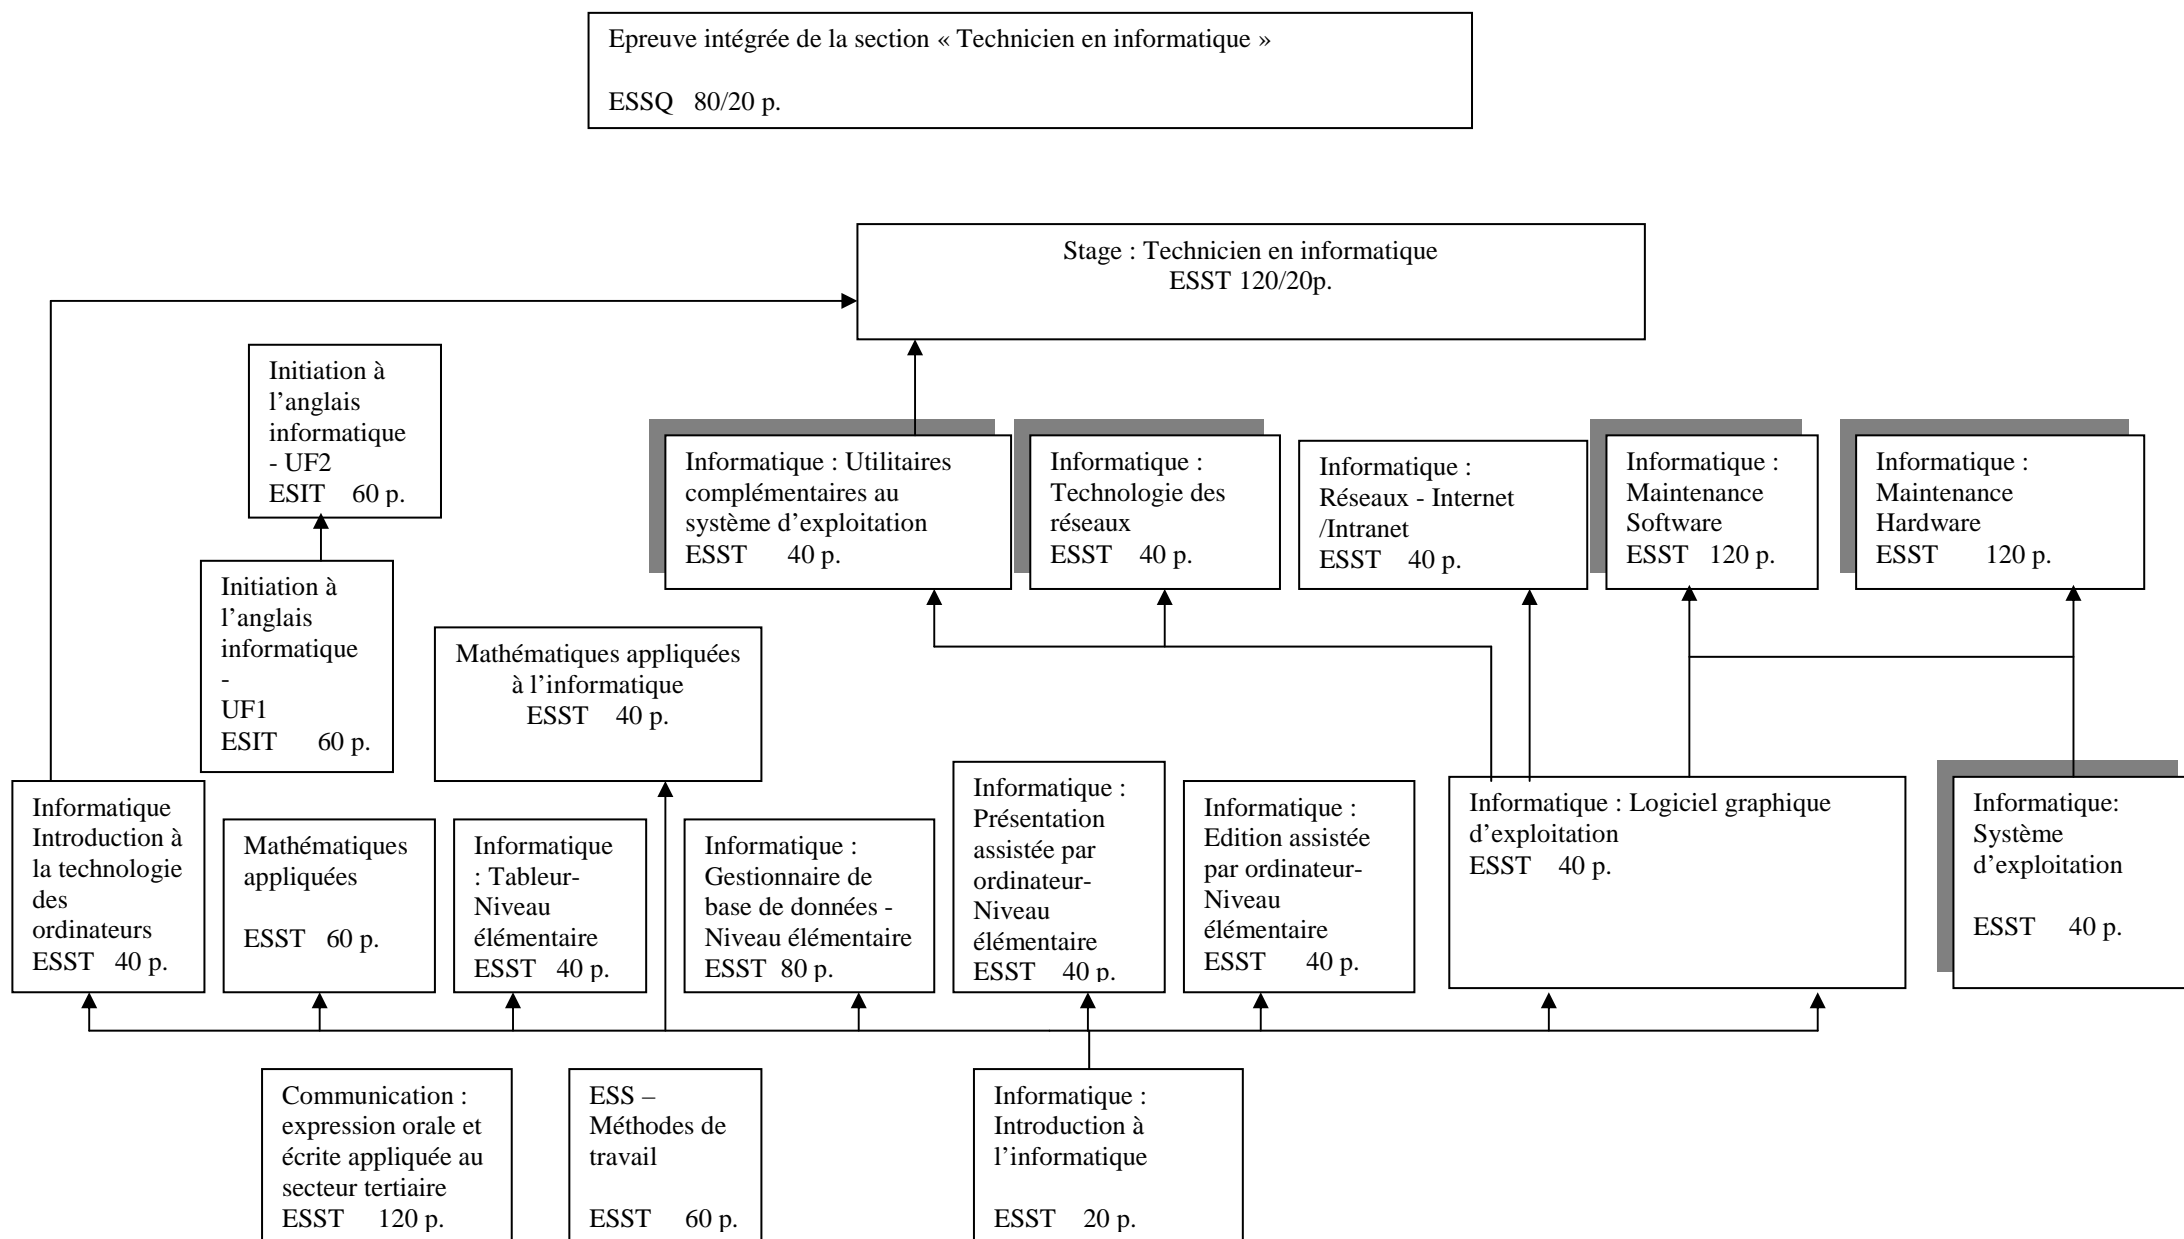 Epreuve intégrée de la section « Technicien en informatique »
ESSQ 80/20 p.
Stage : Technicien en informatique
ESST 120/20p.
Initiation à
l’anglais
informatique
- UF2
ESIT 60 p.
Informatique : Utilitaires
complémentaires au
système d’exploitation
ESST 40 p.
Informatique :
Technologie des
réseaux
ESST 40 p.
Informatique :
Réseaux - Internet
/Intranet
ESST 40 p.
Informatique :
Maintenance
Software
ESST 120 p.
Informatique :
Maintenance
Hardware
ESST 120 p.
Initiation à
l’anglais
informatique
-
UF1
ESIT 60 p.
Mathématiques appliquées
à l’informatique
ESST 40 p.
Informatique
Introduction à
la technologie
des
ordinateurs
ESST 40 p.
Mathématiques
appliquées
ESST 60 p.
Informatique
: Tableur-
Niveau
élémentaire
ESST 40 p.
Informatique :
Gestionnaire de
base de données -
Niveau élémentaire
ESST 80 p.
Informatique :
Présentation
assistée par
ordinateur-
Niveau
élémentaire
ESST 40 p.
Informatique :
Edition assistée
par ordinateur-
Niveau
élémentaire
ESST 40 p.
Informatique : Logiciel graphique
d’exploitation
ESST 40 p.
Informatique:
Système
d’exploitation
ESST 40 p.
Communication :
expression orale et
écrite appliquée au
secteur tertiaire
ESST 120 p.
ESS –
Méthodes de
travail
ESST 60 p.
Informatique :
Introduction à
l’informatique
ESST 20 p.